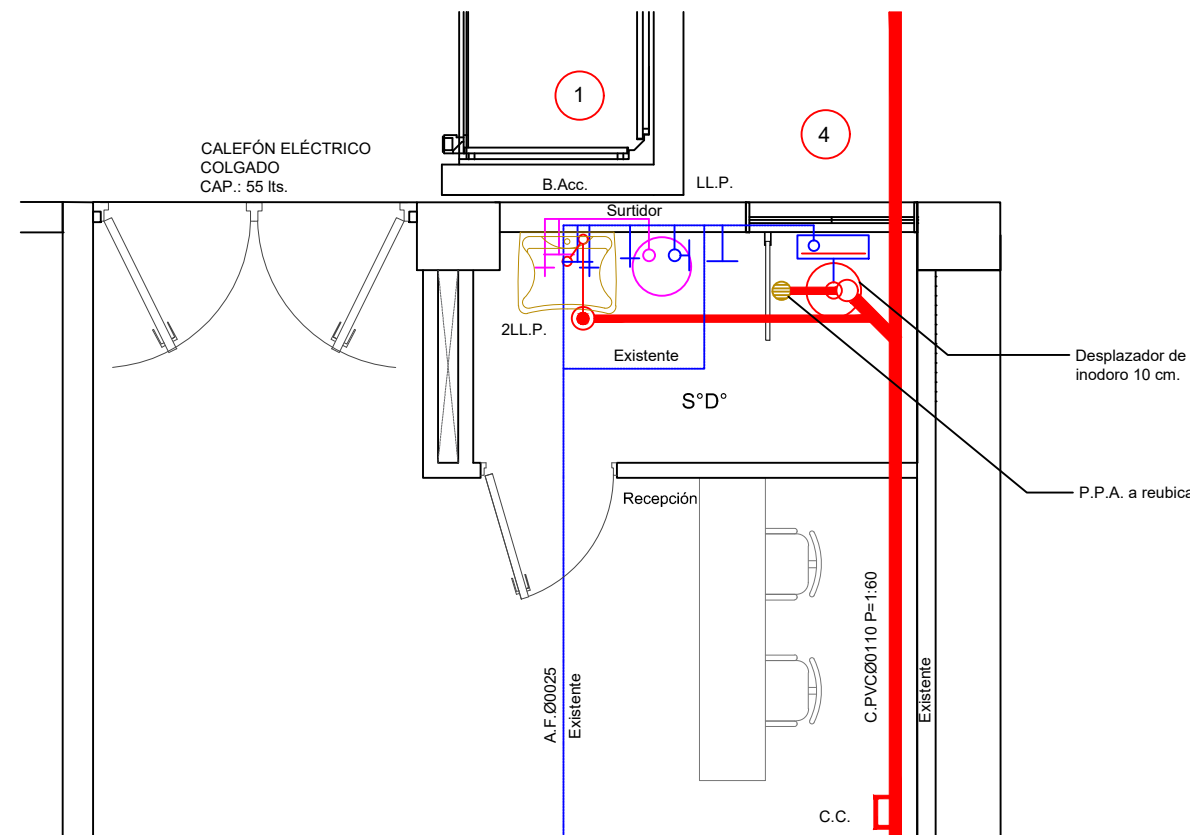 1
4
CALEFÓN ELÉCTRICO
COLGADO
CAP.: 55 lts.
B.Acc.
LL.P.
Surtidor
2LL.P.
Existente
S°D°
Desplazador de
inodoro 10 cm.
P.P.A. a reubica
Recepción
A.F.Ø0025
Existente
C.PVCØ0110 P=1:60
Existente
C.C.